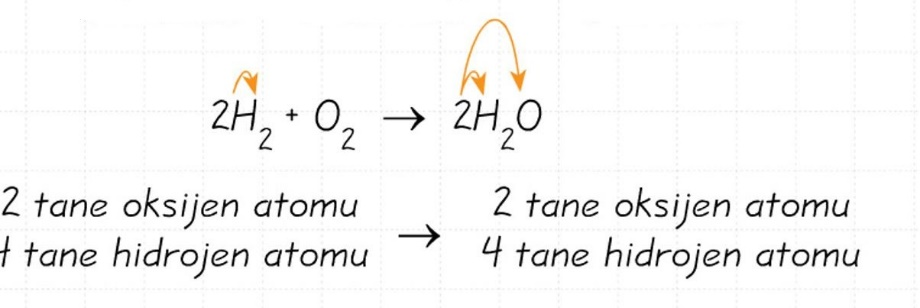 2H₂ + O₂ → 2H₂O
2 tane oksijen atomu → 2 tane oksijen atomu
tane hidrojen atomu 4 tane hidrojen atomu